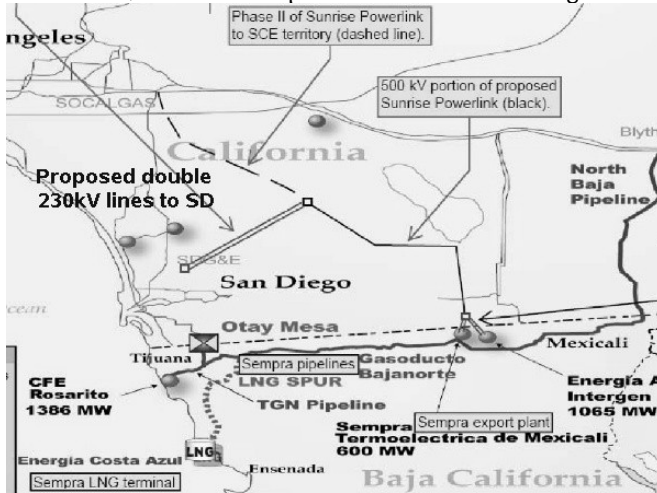 Phase II of Sunrise Powerlink
to SCE territory (dashed line).
ngeles
500 kV portion of proposed
Sunrise Powerlink (black).
SOCALGAS
California
Blyth
Proposed double
230kV lines to SD
North
Baja
Pipeline
SDG&E
San Diego
cean
Otay Mesa
Tijuana
Mexicali
Sempra pipelines
Gasoducto
Bajanorte
CFE
Rosarito
1386 MW
LNG SPUR
TGN Pipeline
Energía A
Intergen
1065 MW
Sempra export plant
Sempra
Termoelectrica de Mexicali
600 MW
LNG
Energía Costa Azul
Sempra LNG terminal
Ensenada
Baja California